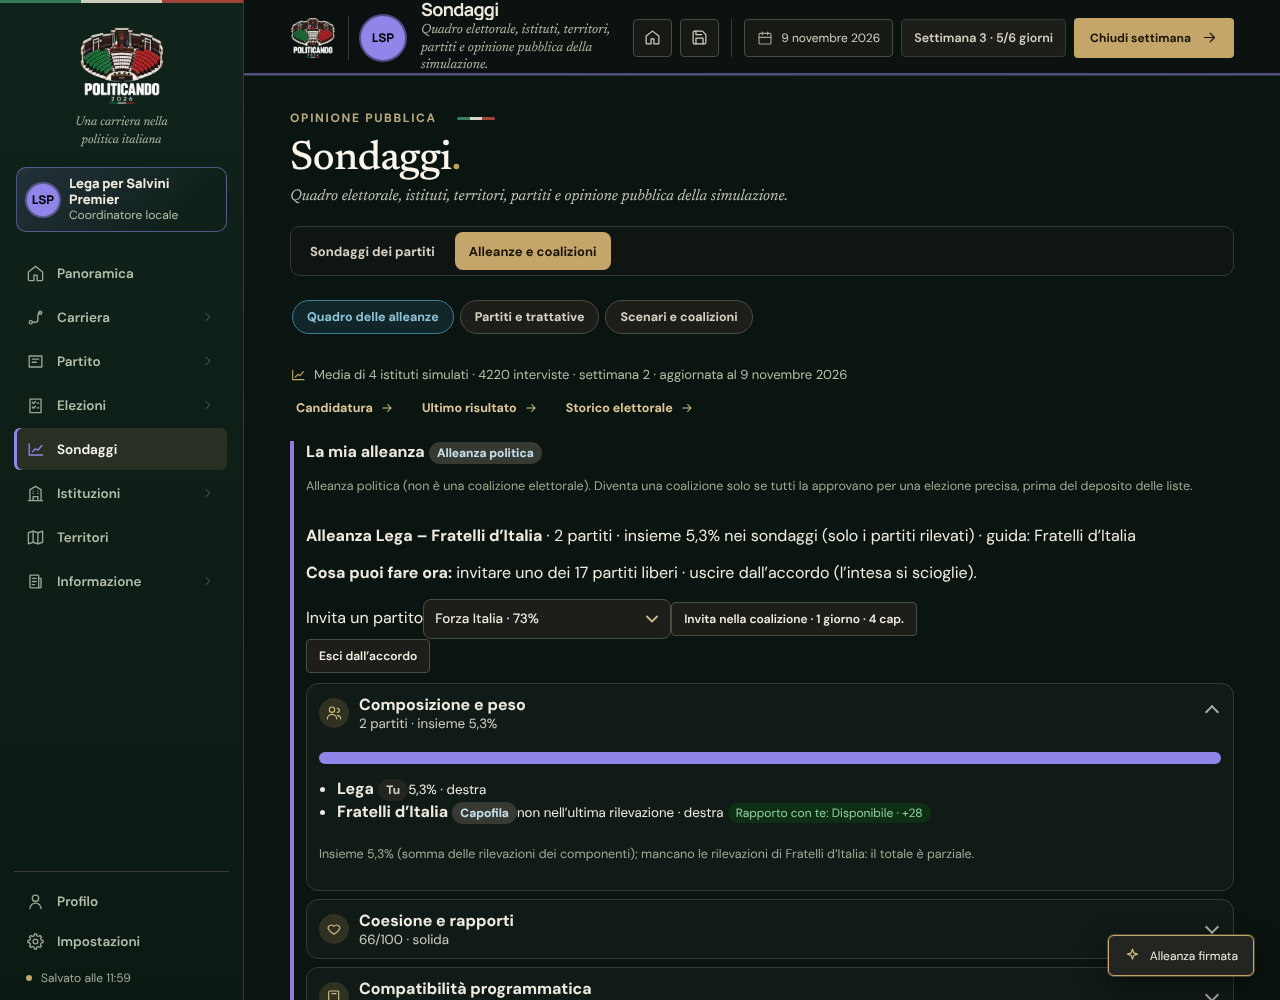 POLITICANDO
2026
Una carriera nella
politica italiana
LSP
Lega per Salvini
Premier
Coordinatore locale
Panoramica
Carriera
Partito
Elezioni
Sondaggi
Istituzioni
Territori
Informazione
Profilo
Impostazioni
Salvato alle 11:59
POLITICANDO
LSP
Sondaggi
Quadro elettorale, istituti, territori,
partiti e opinione pubblica della
simulazione.
9 novembre 2026
Settimana 3 · 5/6 giorni
Chiudi settimana
OPINIONE PUBBLICA
Sondaggi.
Quadro elettorale, istituti, territori, partiti e opinione pubblica della simulazione.
Sondaggi dei partiti
Alleanze e coalizioni
Quadro delle alleanze
Partiti e trattative
Scenari e coalizioni
Media di 4 istituti simulati · 4220 interviste · settimana 2 · aggiornata al 9 novembre 2026
Candidatura → Ultimo risultato → Storico elettorale →
La mia alleanza Alleanza politica
Alleanza politica (non è una coalizione elettorale). Diventa una coalizione solo se tutti la approvano per una elezione precisa, prima del deposito delle liste.
Alleanza Lega – Fratelli d’Italia · 2 partiti · insieme 5,3% nei sondaggi (solo i partiti rilevati) · guida: Fratelli d’Italia
Cosa puoi fare ora: invitare uno dei 17 partiti liberi · uscire dall’accordo (l’intesa si scioglie).
Invita un partito Forza Italia · 73% Invita nella coalizione · 1 giorno · 4 cap.
Esci dall’accordo
Composizione e peso
2 partiti · insieme 5,3%
Lega Tu 5,3% · destra
Fratelli d’Italia Capofila non nell’ultima rilevazione · destra Rapporto con te: Disponibile · +28
Insieme 5,3% (somma delle rilevazioni dei componenti); mancano le rilevazioni di Fratelli d’Italia: il totale è parziale.
Coesione e rapporti
66/100 · solida
Compatibilità programmatica
Alleanza firmata